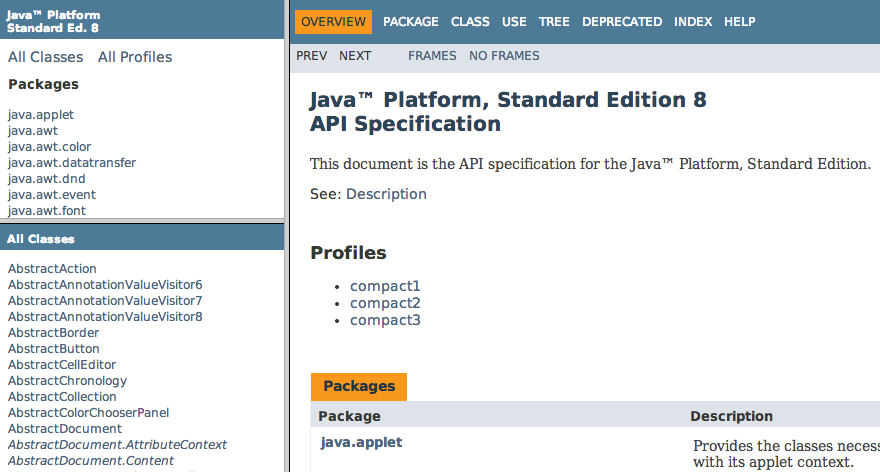 Java™ Platform
Standard Ed. 8
All Classes All Profiles
Packages
java.applet
java.awt
java.awt.color
java.awt.datatransfer
java.awt.dnd
java.awt.event
java.awt.font
All Classes
AbstractAction
AbstractAnnotationValueVisitor6
AbstractAnnotationValueVisitor7
AbstractAnnotationValueVisitor8
AbstractBorder
AbstractButton
AbstractCellEditor
AbstractChronology
AbstractCollection
AbstractColorChooserPanel
AbstractDocument
AbstractDocument.AttributeContext
AbstractDocument.Content
OVERVIEW PACKAGE CLASS USE TREE DEPRECATED INDEX HELP
PREV NEXT FRAMES NO FRAMES
Java™ Platform, Standard Edition 8
API Specification
This document is the API specification for the Java™ Platform, Standard Edition.
See: Description
Profiles
• compact1
• compact2
• compact3
Packages
Package Description
java.applet Provides the classes
with its applet context.